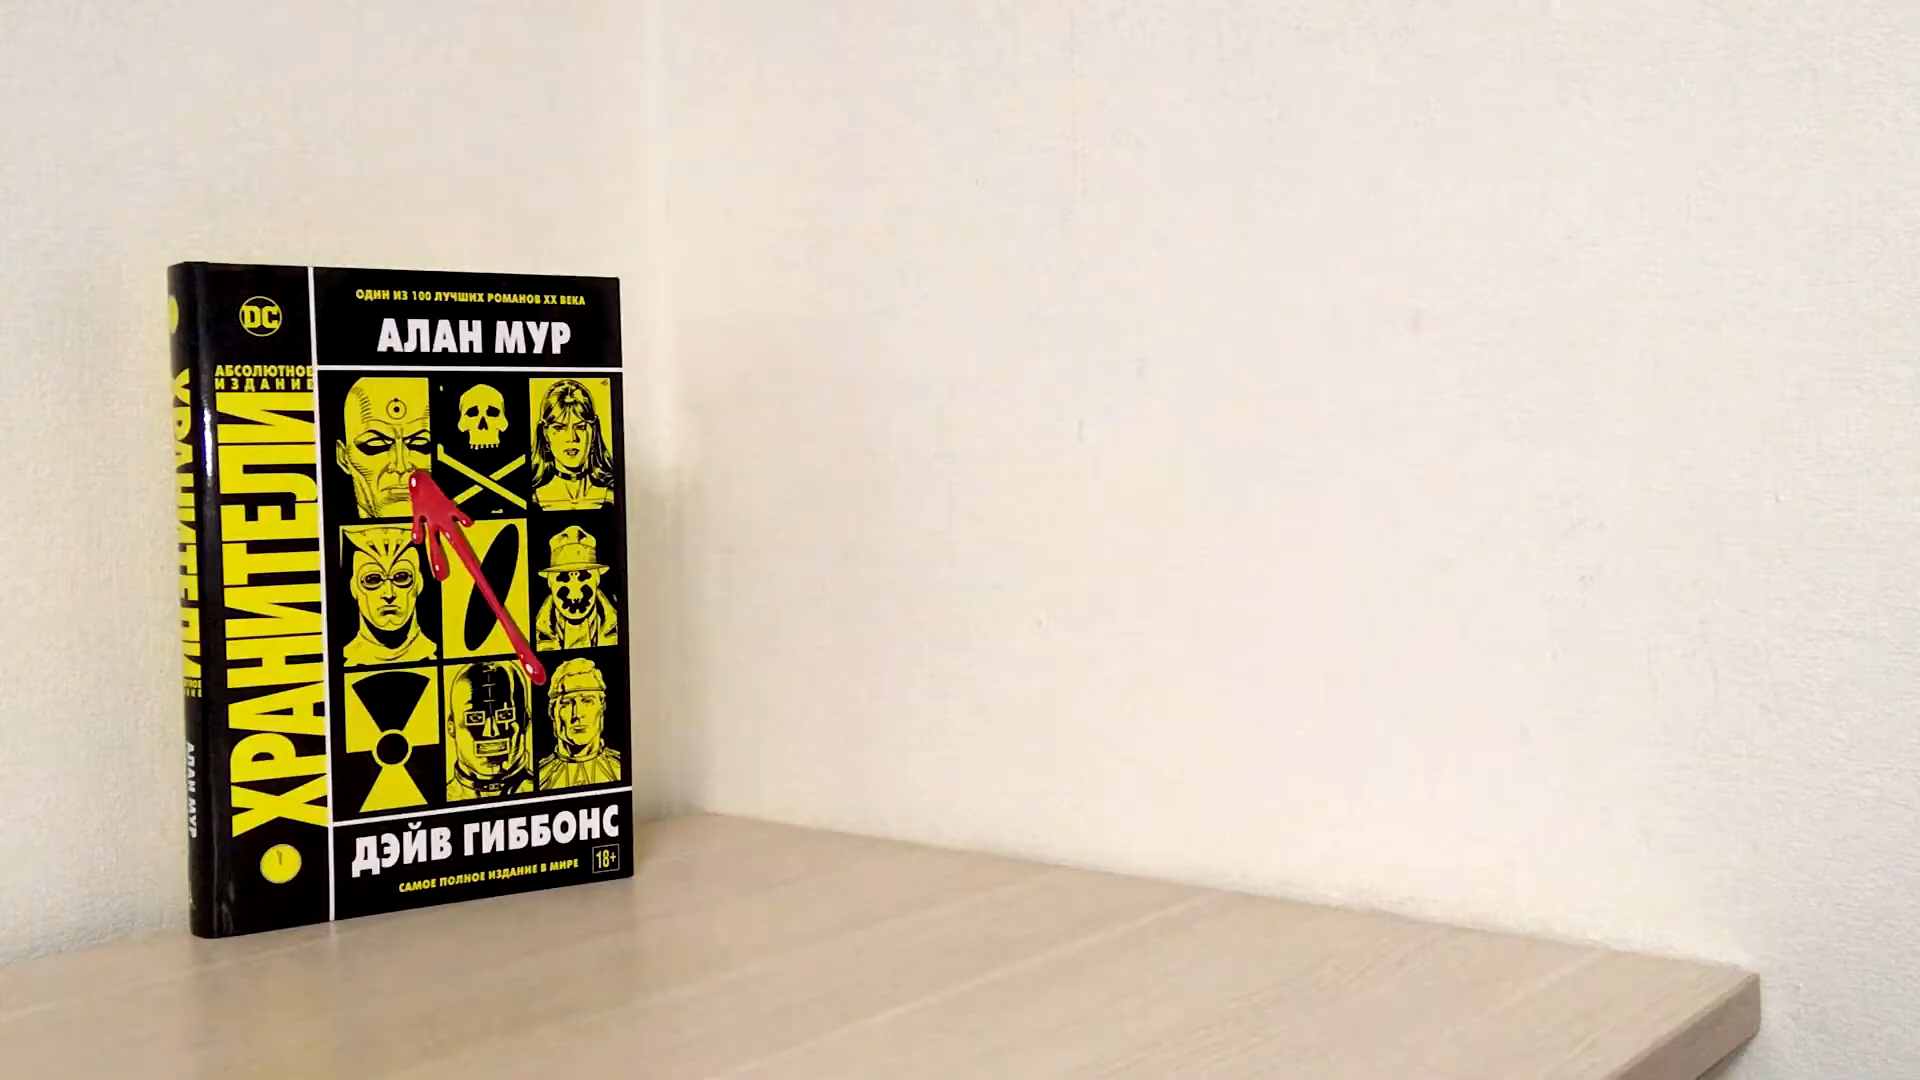 DC
ОДИН ИЗ 100 ЛУЧШИХ РОМАНОВ XX ВЕКА
АЛАН МУР
АБСОЛЮТНОЕ
ИЗДАНИЕ
ХРАНИТЕЛИ
ДЭЙВ ГИББОНС
САМОЕ ПОЛНОЕ ИЗДАНИЕ В МИРЕ
18+
ХРАНИТЕЛИ
АЛАН МУР